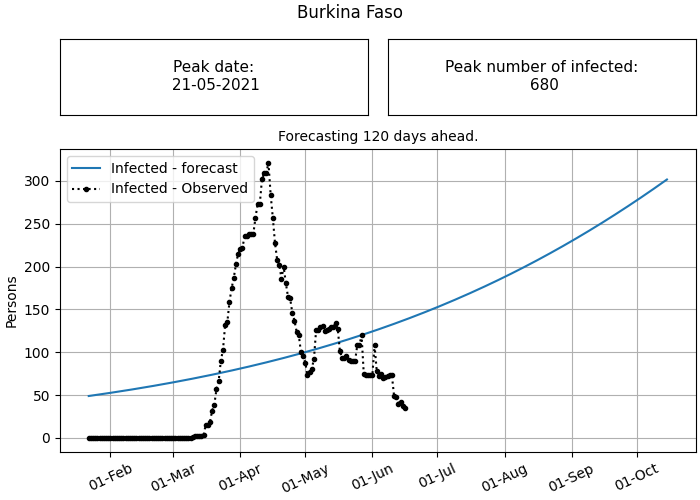 Burkina Faso
Peak date:
21-05-2021
Peak number of infected:
680
Forecasting 120 days ahead.
Infected - forecast
Infected - Observed
Persons
300
250
200
150
100
50
0
01-Feb
01-Mar
01-Apr
01-May
01-Jun
01-Jul
01-Aug
01-Sep
01-Oct